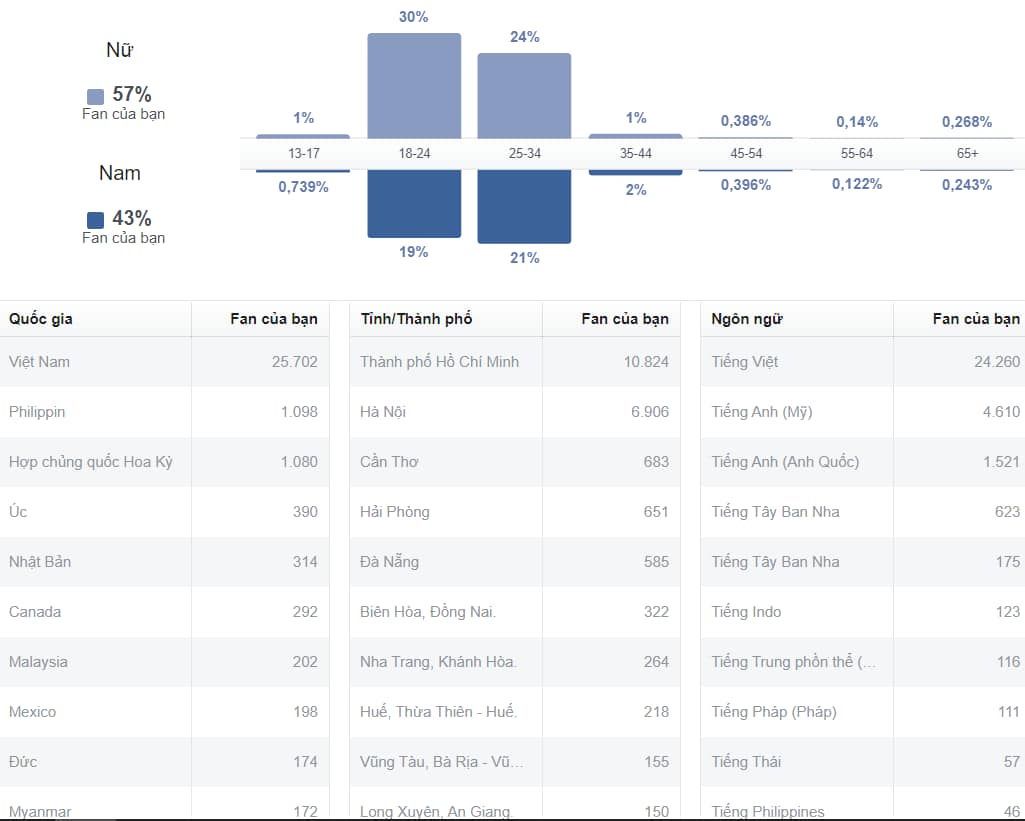 30%
24%
Nữ
57%
Fan của bạn
1%
1%
0,386%
0,14%
0,268%
13-17
18-24
25-34
35-44
45-54
55-64
65+
Nam
0,739%
2%
0,396%
0,122%
0,243%
43%
Fan của bạn
19%
21%
Quốc gia Fan của bạn Tỉnh/Thành phố Fan của bạn Ngôn ngữ Fan của bạn
Việt Nam 25.702 Thành phố Hồ Chí Minh 10.824 Tiếng Việt 24.260
Philippin 1.098 Hà Nội 6.906 Tiếng Anh (Mỹ) 4.610
Hợp chủng quốc Hoa Kỳ 1.080 Cần Thơ 683 Tiếng Anh (Anh Quốc) 1.521
Úc 390 Hải Phòng 651 Tiếng Tây Ban Nha 623
Nhật Bản 314 Đà Nẵng 585 Tiếng Tây Ban Nha 175
Canada 292 Biên Hòa, Đồng Nai. 322 Tiếng Indo 123
Malaysia 202 Nha Trang, Khánh Hòa. 264 Tiếng Trung phồn thể (... 116
Mexico 198 Huế, Thừa Thiên - Huế. 218 Tiếng Pháp (Pháp) 111
Đức 174 Vũng Tàu, Bà Rịa - Vũ... 155 Tiếng Thái 57
Myanmar 172 Long Xuyên, An Giang. 150 Tiếng Philippines 46